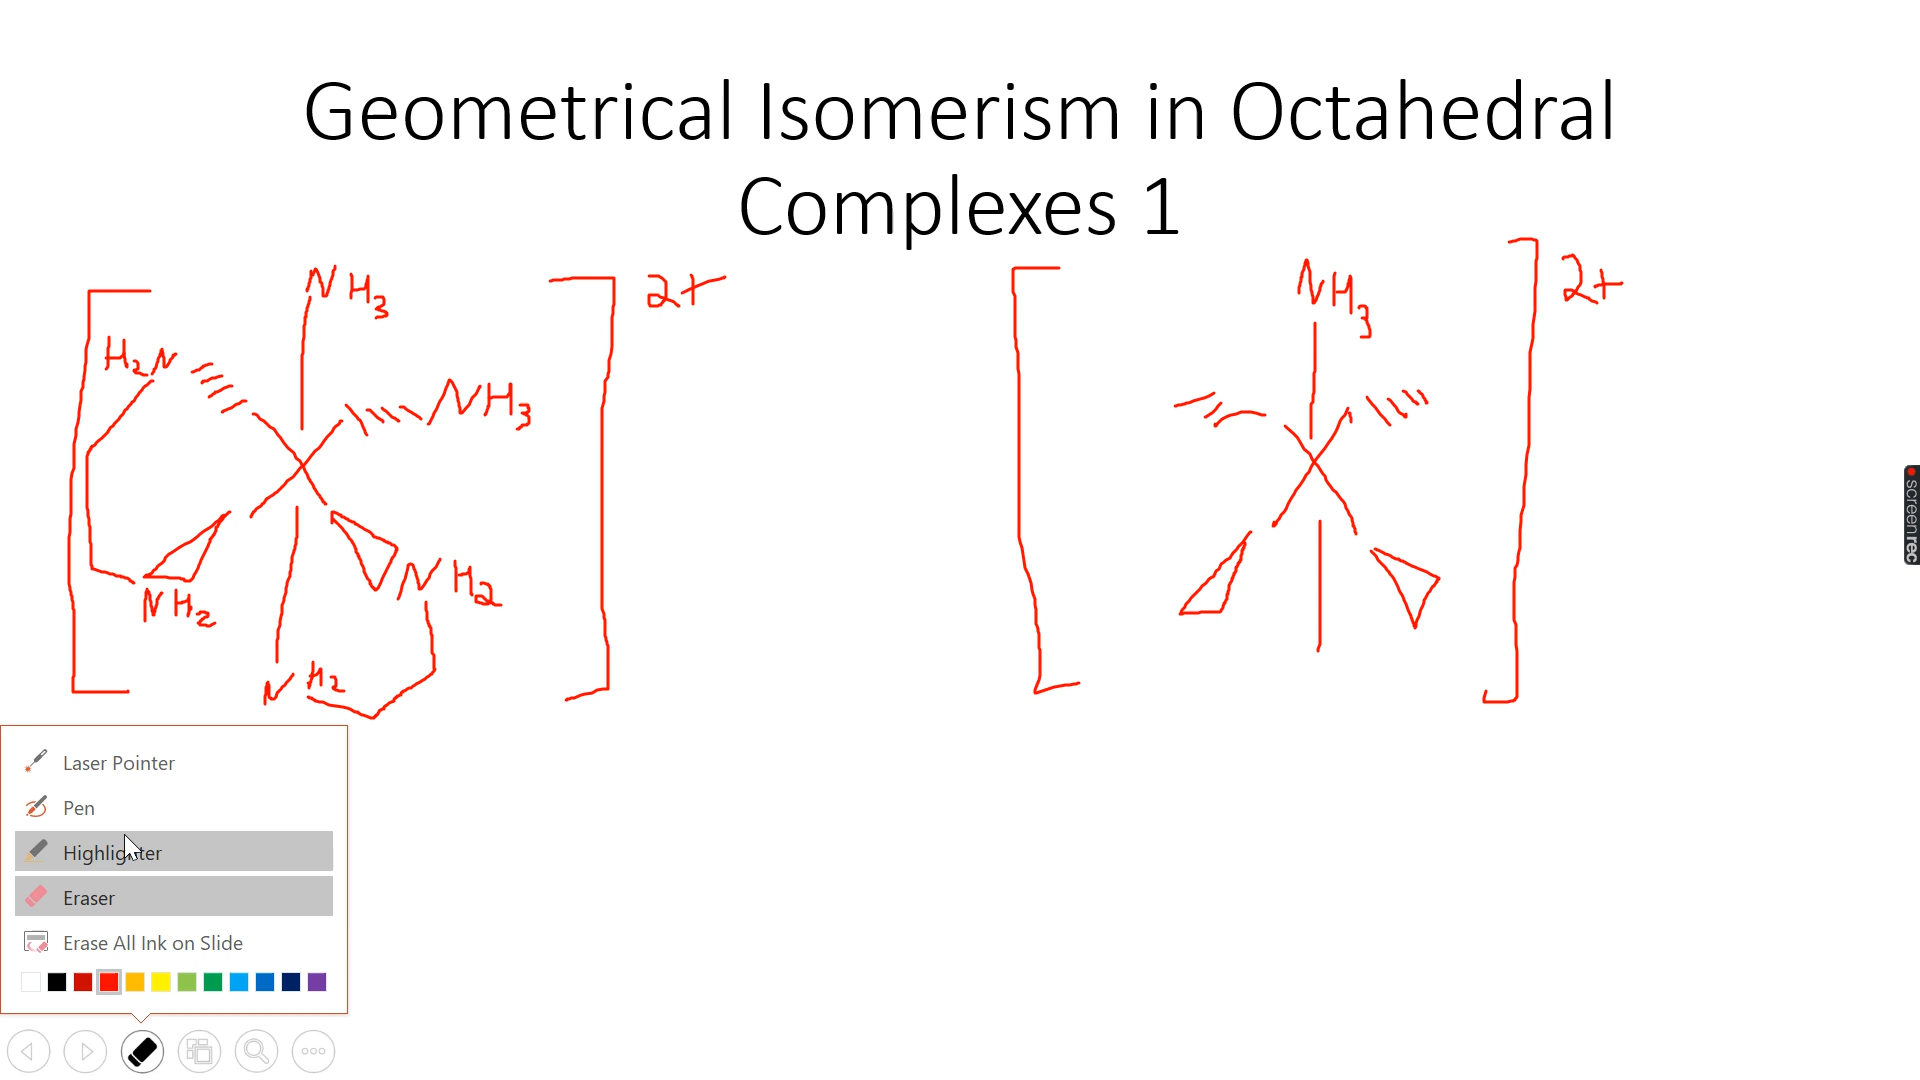 Geometrical Isomerism in Octahedral
Complexes 1
NH3
2+
H2N
NH3
NH2
NH2
NH2
NH3
2+
Laser Pointer
Pen
Highlighter
Eraser
Erase All Ink on Slide
screenrec